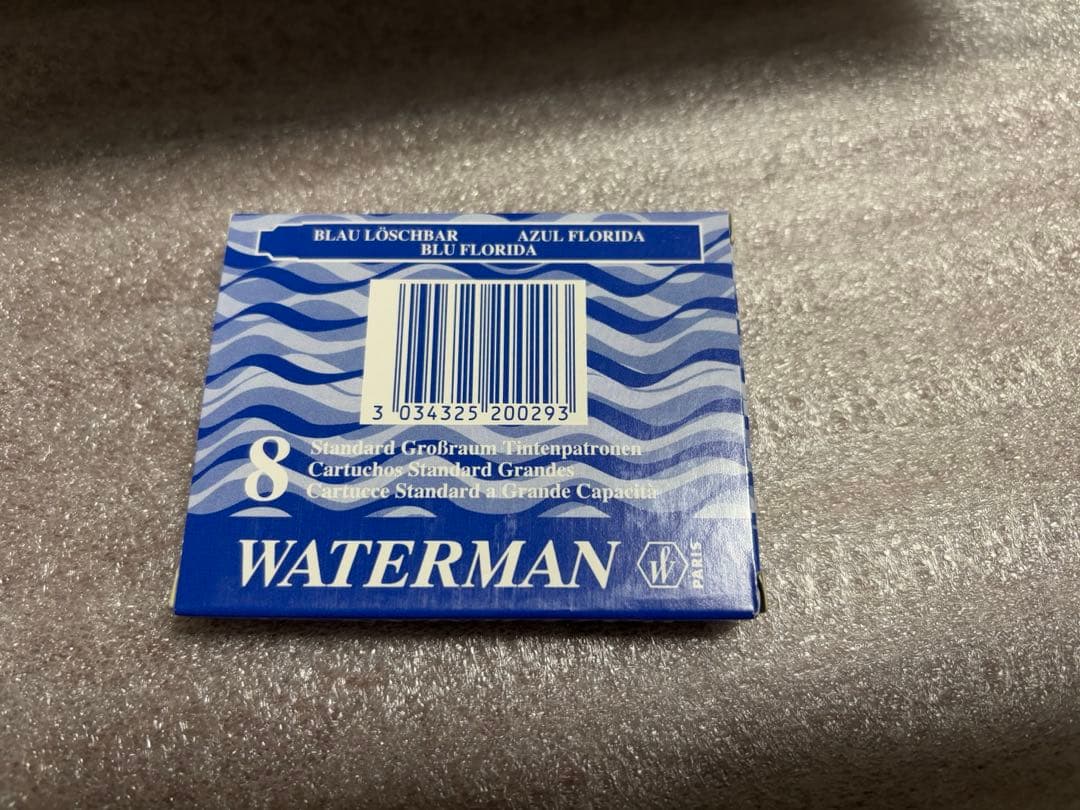 BLAU LÖSCHBAR AZUL FLORIDA
BLU FLORIDA
3 034325 200293
8
Standard Großraum Tintenpatronen
Cartuchos Standard Grandes
Cartucce Standard a Grande Capacità
WATERMAN
W
PARIS